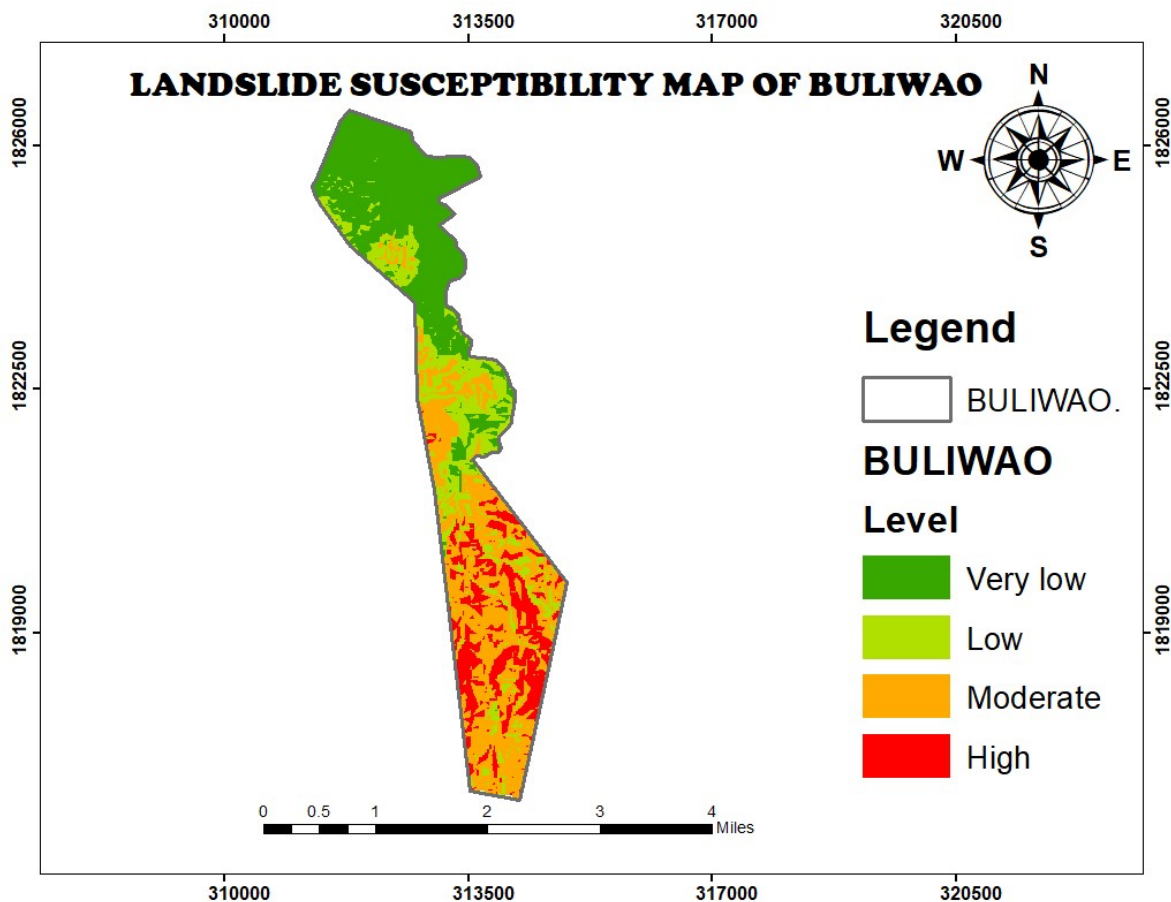 310000 313500 317000 320500
LANDSLIDE SUSCEPTIBILITY MAP OF BULIWAO
N
W E
S
1826000 1826000
Legend
BULIWAO.
1822500 1822500
BULIWAO
Level
Very low
Low
1819000 1819000
Moderate
High
0 0.5 1 2 3 4
Miles
310000 313500 317000 320500